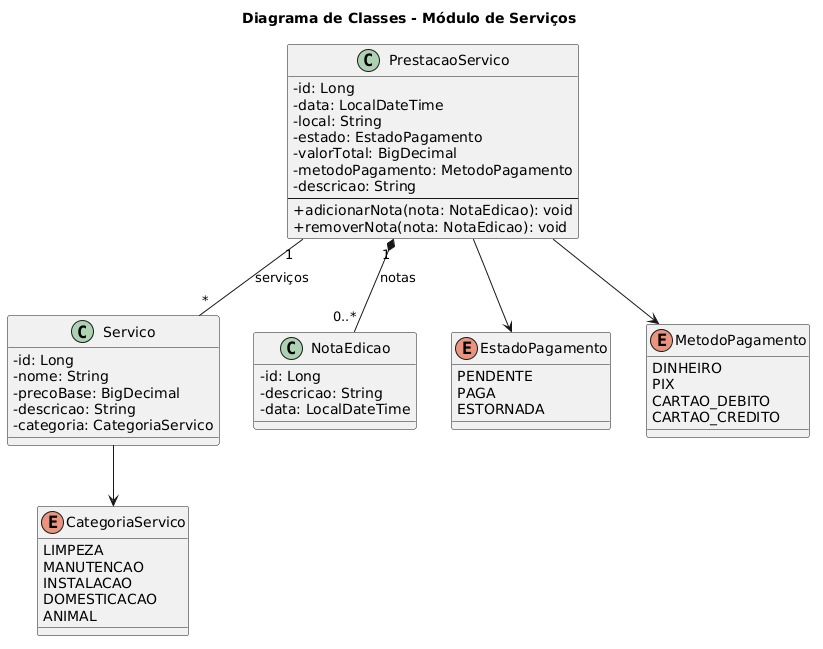 Diagrama de Classes - Módulo de Serviços
C PrestacaoServico
-id: Long
-data: LocalDateTime
-local: String
-estado: EstadoPagamento
-valorTotal: BigDecimal
-metodoPagamento: MetodoPagamento
-descricao: String
+adicionarNota(nota: NotaEdicao): void
+removerNota(nota: NotaEdicao): void
1
serviços
*
1
notas
0..*
C Servico
-id: Long
-nome: String
-precoBase: BigDecimal
-descricao: String
-categoria: CategoriaServico
C NotaEdicao
-id: Long
-descricao: String
-data: LocalDateTime
E EstadoPagamento
PENDENTE
PAGA
ESTORNADA
E MetodoPagamento
DINHEIRO
PIX
CARTAO_DEBITO
CARTAO_CREDITO
E CategoriaServico
LIMPEZA
MANUTENCAO
INSTALACAO
DOMESTICACAO
ANIMAL